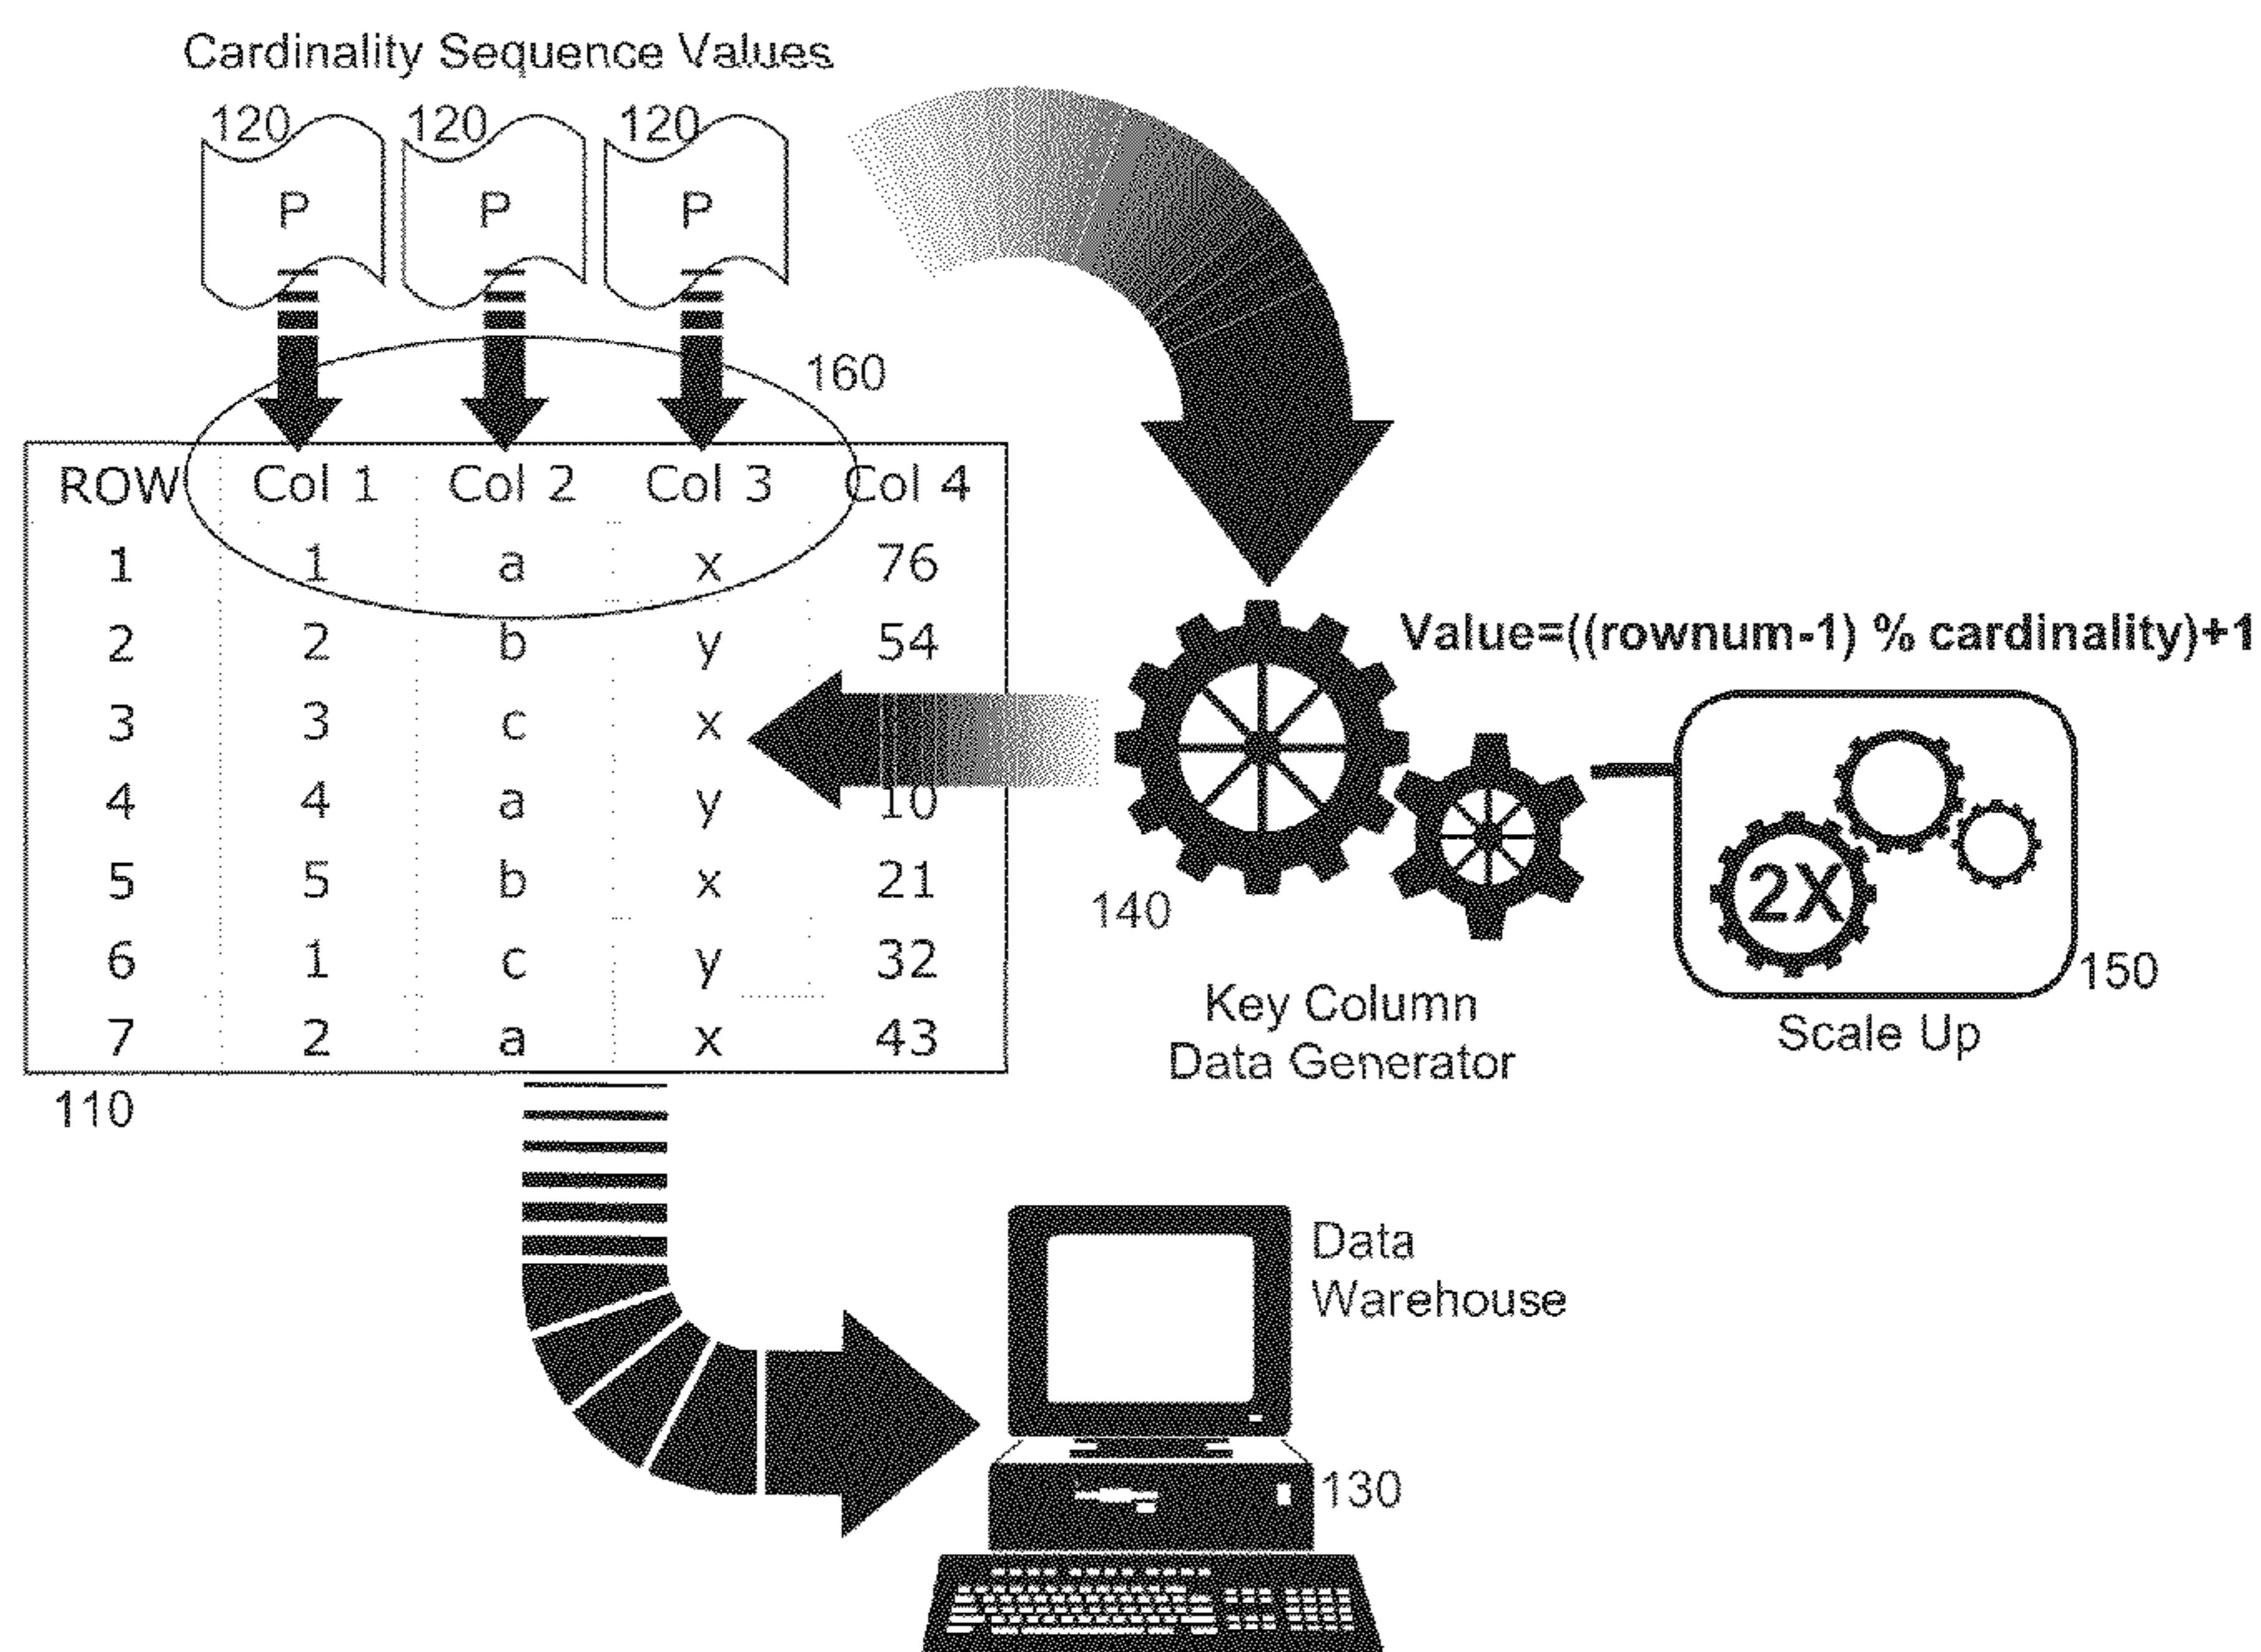 Cardinality Sequence Values
120 120 120
P P P
160
ROW Col 1 Col 2 Col 3 Col 4
1 1 a x 76
2 2 b y 54
3 3 c x
4 4 a y 10
5 5 b x 21
6 1 c y 32
7 2 a x 43
110
Value=((rownum-1) % cardinality)+1
2X
140
150
Key Column
Data Generator
Scale Up
Data
Warehouse
130